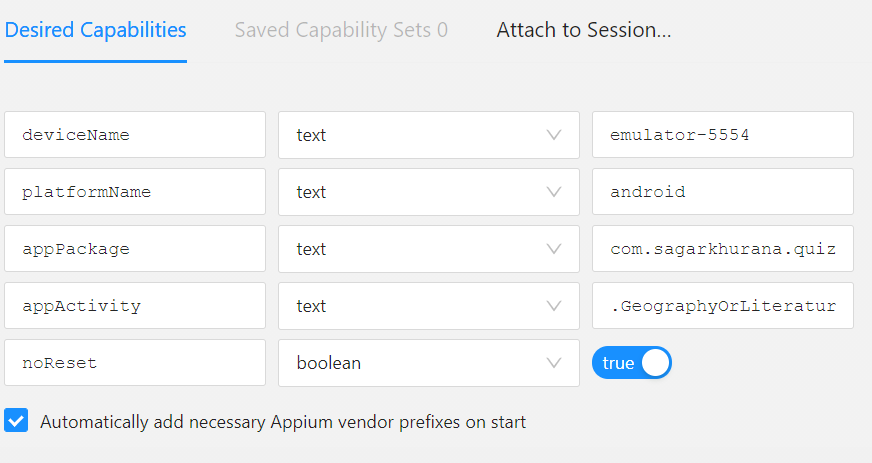 Desired Capabilities Saved Capability Sets 0 Attach to Session...
deviceName text emulator-5554
platformName text android
appPackage text com.sagarkhurana.quiz
appActivity text .GeographyOrLiteratur
noReset boolean true
Automatically add necessary Appium vendor prefixes on start